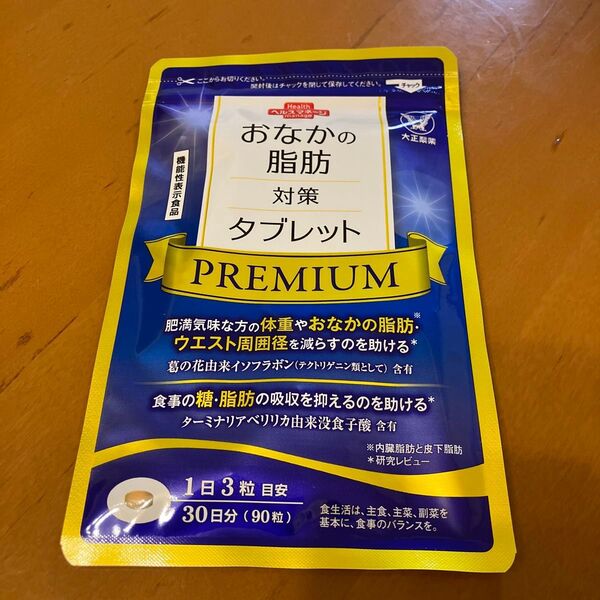 ここからお切りください。
開封後はチャックを閉じて保存してください。
チャック
Health
ヘルスマネージ
manage
大正製薬
おなかの
脂肪
対策
タブレット
機能性表示食品
PREMIUM
肥満気味な方の体重やおなかの脂肪※・
ウエスト周囲径を減らすのを助ける*
葛の花由来イソフラボン(テクトリゲニン類として)含有
食事の糖・脂肪の吸収を抑えるのを助ける*
ターミナリアベリリカ由来没食子酸 含有
※内臓脂肪と皮下脂肪
*研究レビュー
1日3粒 目安
30日分(90粒)
食生活は、主食、主菜、副菜を
基本に、食事のバランスを。